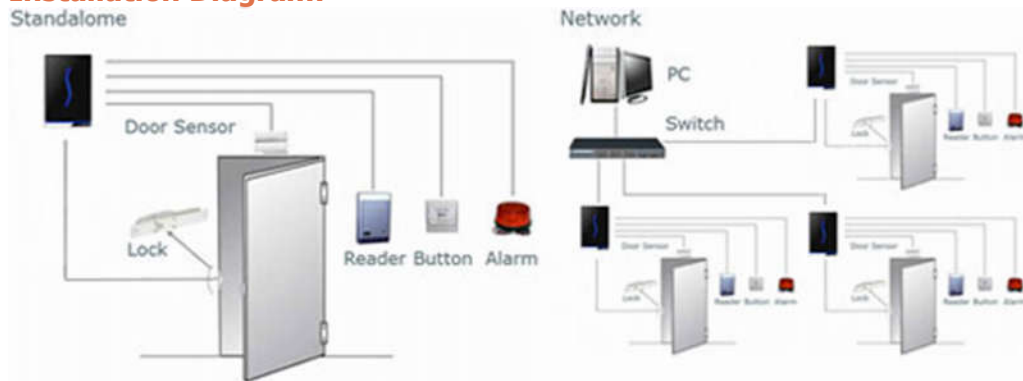 Installation Diagram:
Standalome
Door Sensor
Lock
Reader Button Alarm
Network
PC
Switch
Door Sensor
Lock
Reader Button Alarm
Door Sensor
Lock
Reader Button Alarm
Door Sensor
Lock
Reader Button Alarm